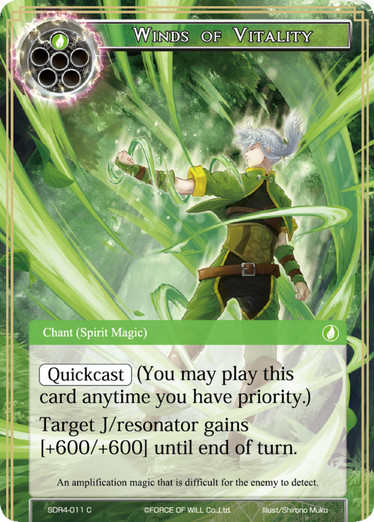 Winds of Vitality
Chant (Spirit Magic)
Quickcast (You may play this
card anytime you have priority.)
Target J/resonator gains
[+600/+600] until end of turn.
An amplification magic that is difficult for the enemy to detect.
SDR4-011 C ©FORCE OF WILL Co.,Ltd. Illust/Shirono Muku